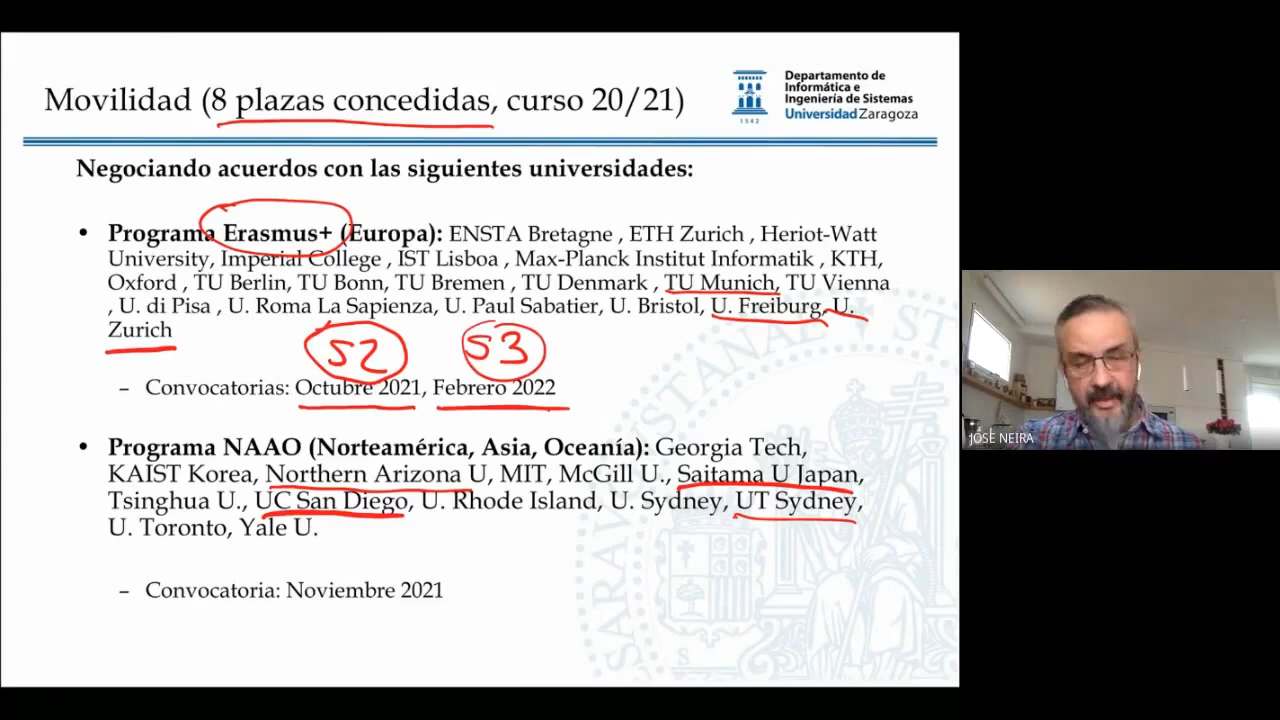 Movilidad (8 plazas concedidas, curso 20/21)
Departamento de
Informática e
Ingeniería de Sistemas
Universidad Zaragoza
1542
Negociando acuerdos con las siguientes universidades:
• Programa Erasmus+ (Europa): ENSTA Bretagne , ETH Zurich , Heriot-Watt
University, Imperial College , IST Lisboa , Max-Planck Institut Informatik , KTH,
Oxford , TU Berlin, TU Bonn, TU Bremen , TU Denmark , TU Munich, TU Vienna
, U. di Pisa , U. Roma La Sapienza, U. Paul Sabatier, U. Bristol, U. Freiburg, U.
Zurich
S2 S3
– Convocatorias: Octubre 2021, Febrero 2022
• Programa NAAO (Norteamérica, Asia, Oceanía): Georgia Tech,
KAIST Korea, Northern Arizona U, MIT, McGill U., Saitama U Japan,
Tsinghua U., UC San Diego, U. Rhode Island, U. Sydney, UT Sydney,
U. Toronto, Yale U.
– Convocatoria: Noviembre 2021
JOSE NEIRA